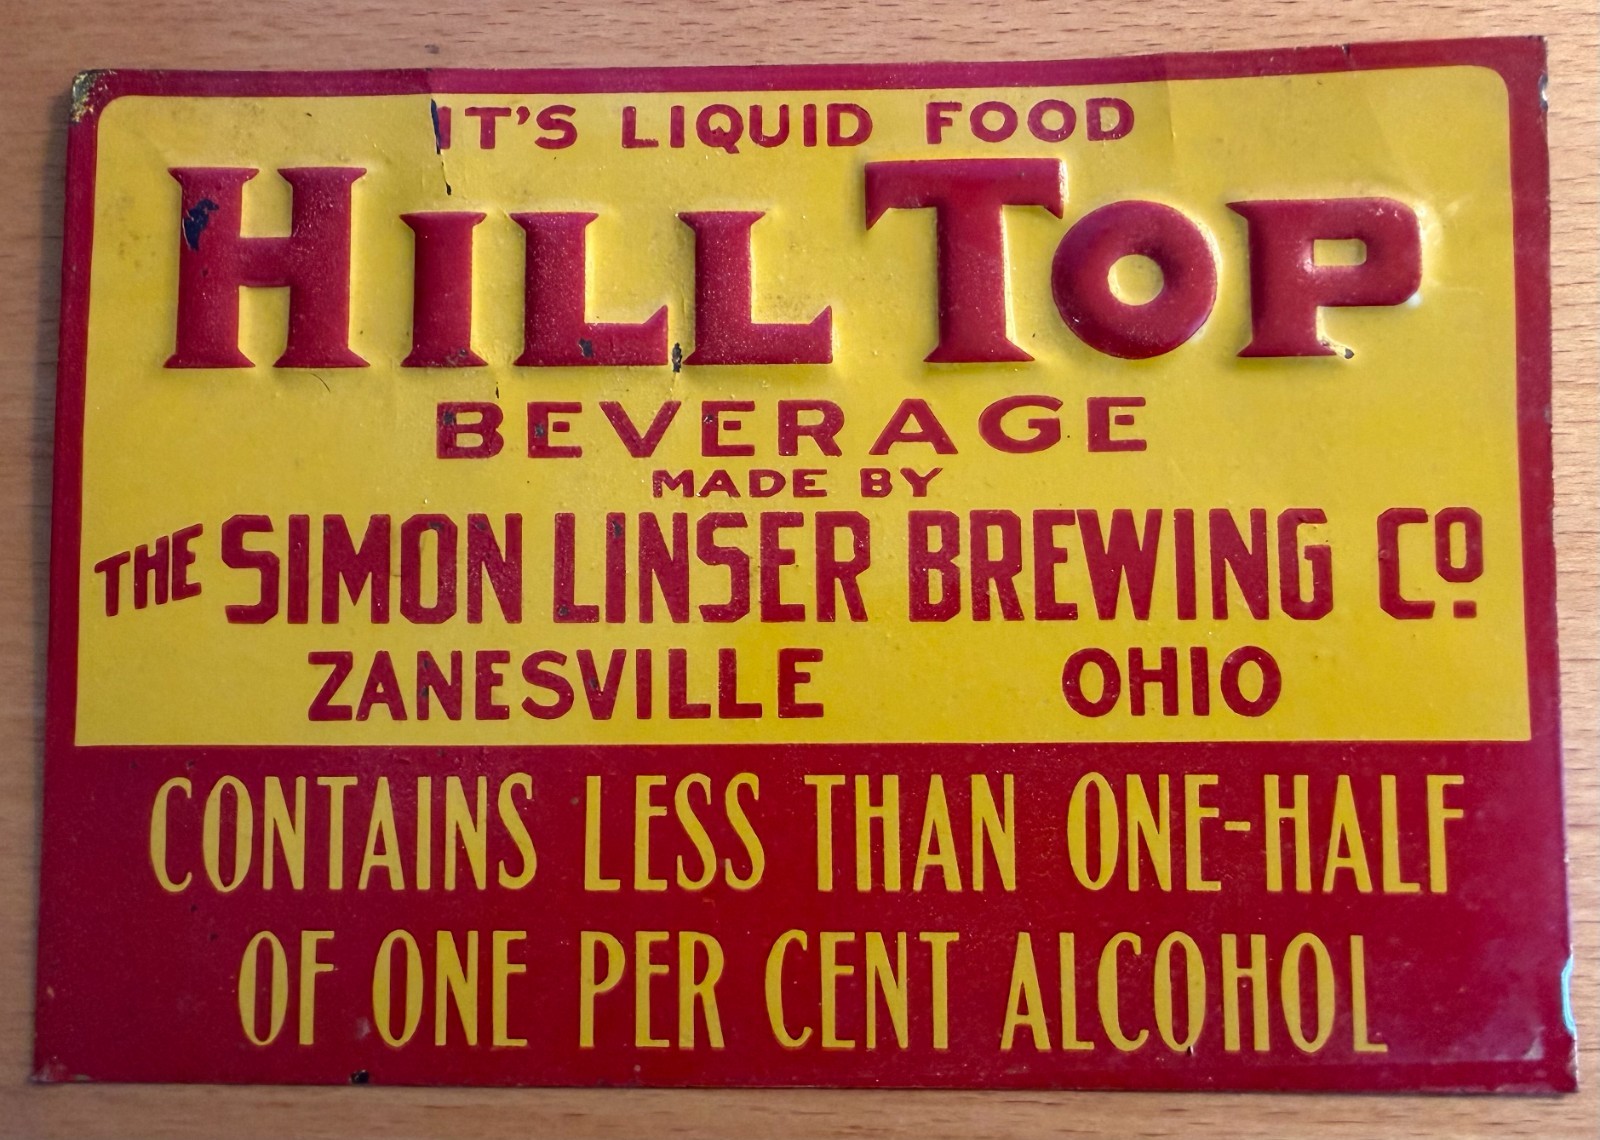 IT'S LIQUID FOOD
HILL TOP
BEVERAGE
MADE BY
THE SIMON LINSER BREWING CO.
ZANESVILLE OHIO
CONTAINS LESS THAN ONE-HALF
OF ONE PER CENT ALCOHOL